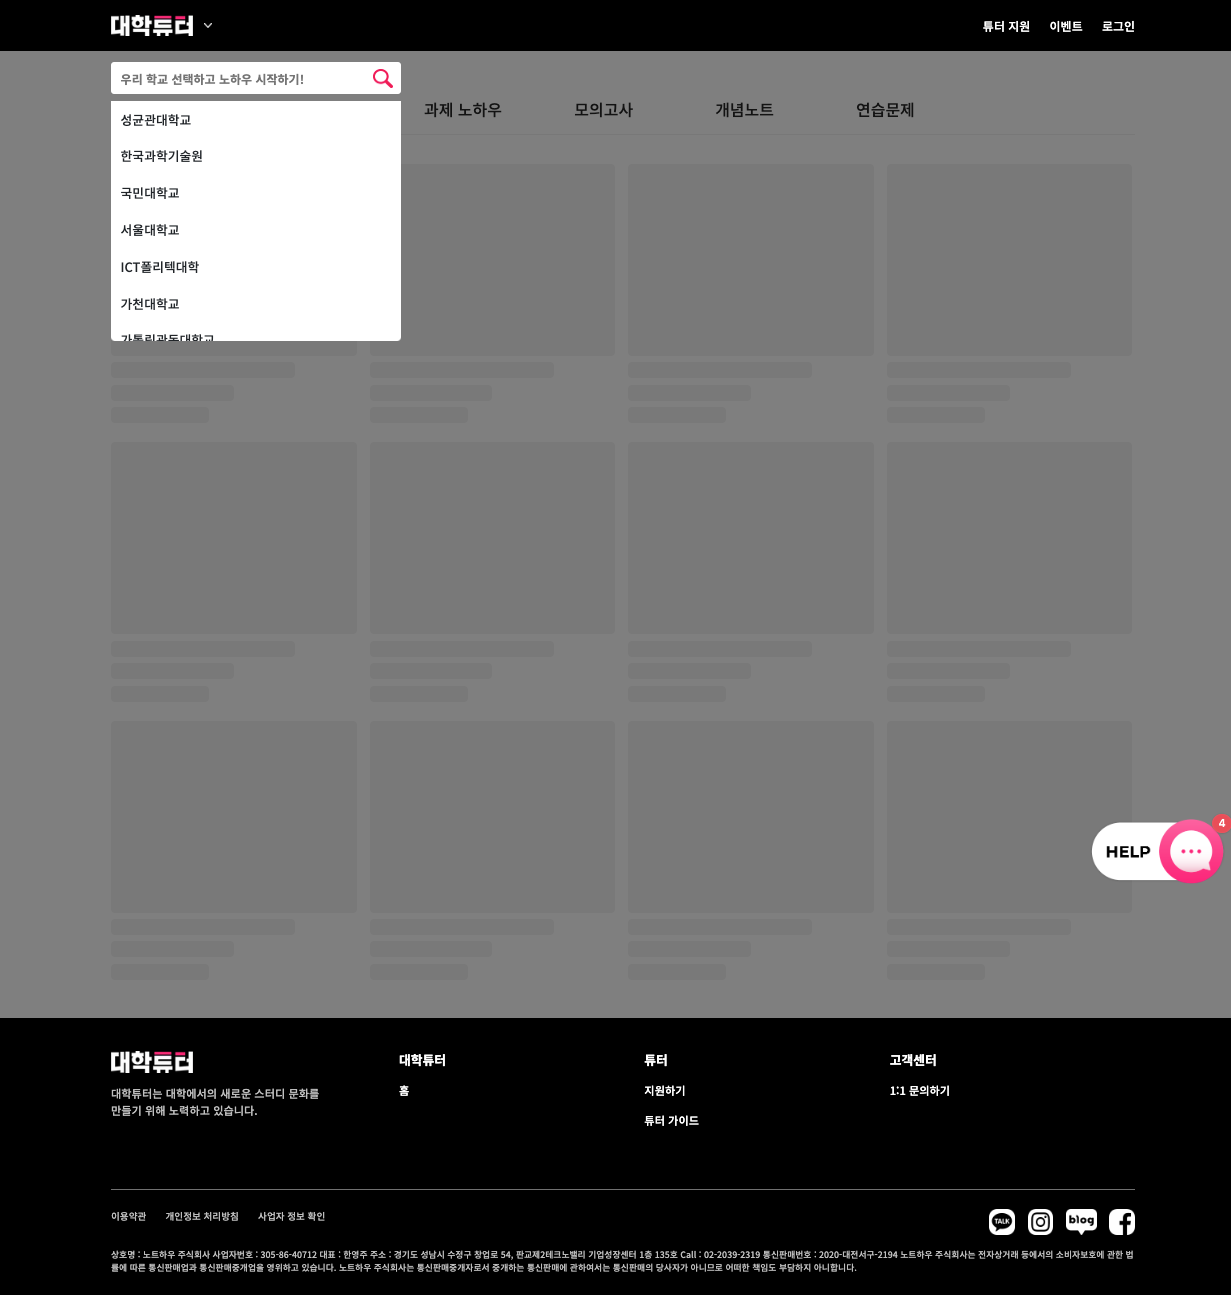 대학튜터
튜터 지원 이벤트 로그인
우리 학교 선택하고 노하우 시작하기!
과제 노하우 모의고사 개념노트 연습문제
성균관대학교
한국과학기술원
국민대학교
서울대학교
ICT폴리텍대학
가천대학교
가톨릭관동대학교
4
HELP
대학튜터
대학튜터는 대학에서의 새로운 스터디 문화를
만들기 위해 노력하고 있습니다.
대학튜터
홈
튜터
지원하기
튜터 가이드
고객센터
1:1 문의하기
이용약관 개인정보 처리방침 사업자 정보 확인
TALK
blog
상호명 : 노트하우 주식회사 사업자번호 : 305-86-40712 대표 : 한영주 주소 : 경기도 성남시 수정구 창업로 54, 판교제2테크노밸리 기업성장센터 1층 135호 Call : 02-2039-2319 통신판매번호 : 2020-대전서구-2194 노트하우 주식회사는 전자상거래 등에서의 소비자보호에 관한 법
률에 따른 통신판매업과 통신판매중개업을 영위하고 있습니다. 노트하우 주식회사는 통신판매중개자로서 중개하는 통신판매에 관하여서는 통신판매의 당사자가 아니므로 어떠한 책임도 부담하지 아니합니다.